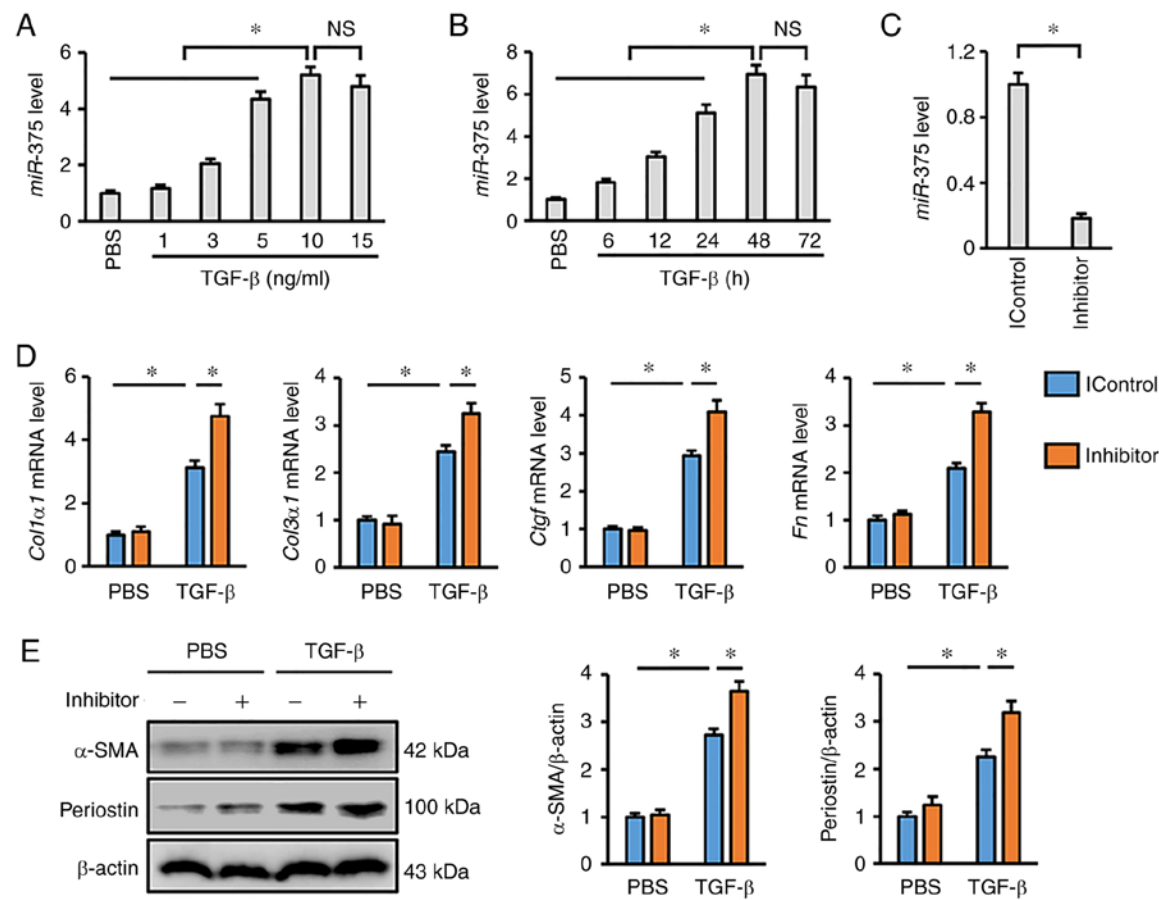 A
miR-375 level
6
4
2
0
*
NS
PBS
1 3 5 10 15
TGF-β (ng/ml)
B
miR-375 level
8
6
4
2
0
*
NS
PBS
6 12 24 48 72
TGF-β (h)
C
miR-375 level
1.2
0.8
0.4
0
*
IControl
Inhibitor
D
Col1α1 mRNA level
6
4
2
0
* *
PBS TGF-β
Col3α1 mRNA level
4
3
2
1
0
* *
PBS TGF-β
Ctgf mRNA level
5
4
3
2
1
0
* *
PBS TGF-β
Fn mRNA level
4
3
2
1
0
* *
PBS TGF-β
IControl
Inhibitor
E
PBS TGF-β
Inhibitor − + − +
α-SMA 42 kDa
Periostin 100 kDa
β-actin 43 kDa
α-SMA/β-actin
4
3
2
1
0
* *
PBS TGF-β
Periostin/β-actin
4
3
2
1
0
* *
PBS TGF-β